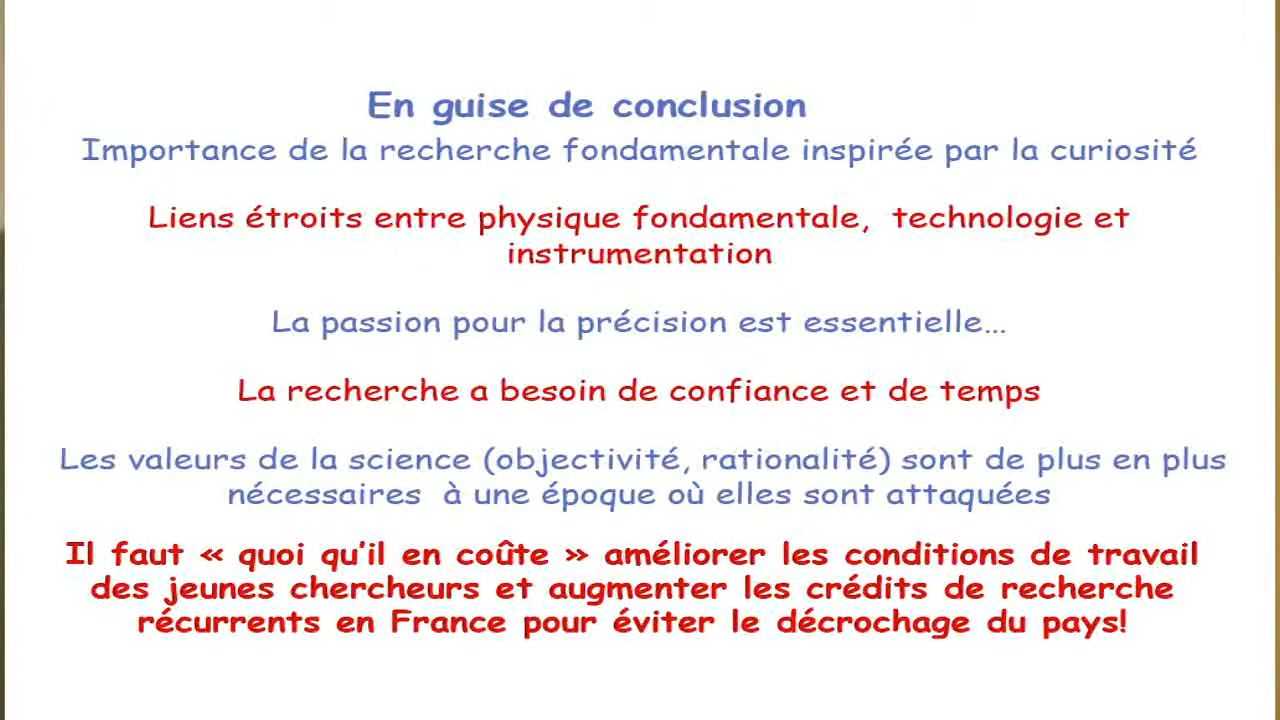 En guise de conclusion
Importance de la recherche fondamentale inspirée par la curiosité
Liens étroits entre physique fondamentale, technologie et
instrumentation
La passion pour la précision est essentielle...
La recherche a besoin de confiance et de temps
Les valeurs de la science (objectivité, rationalité) sont de plus en plus
nécessaires à une époque où elles sont attaquées
Il faut « quoi qu'il en coûte » améliorer les conditions de travail
des jeunes chercheurs et augmenter les crédits de recherche
récurrents en France pour éviter le décrochage du pays!